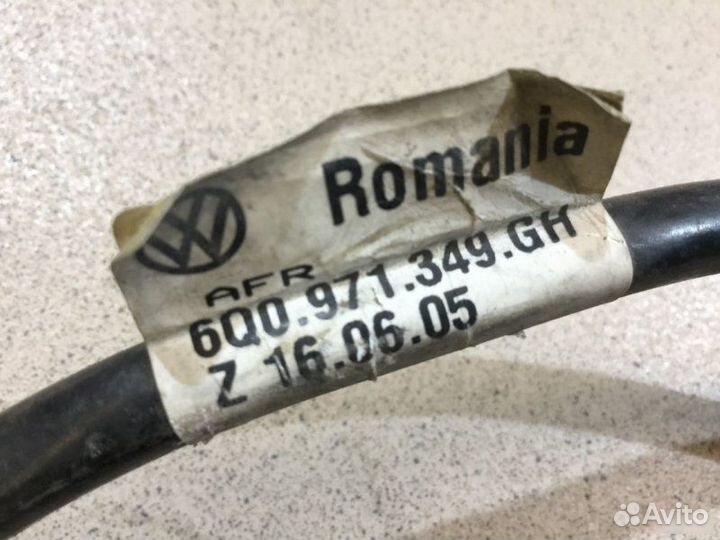 Romania
AFR
6Q0.971.349.GH
Z 16.06.05
Avito